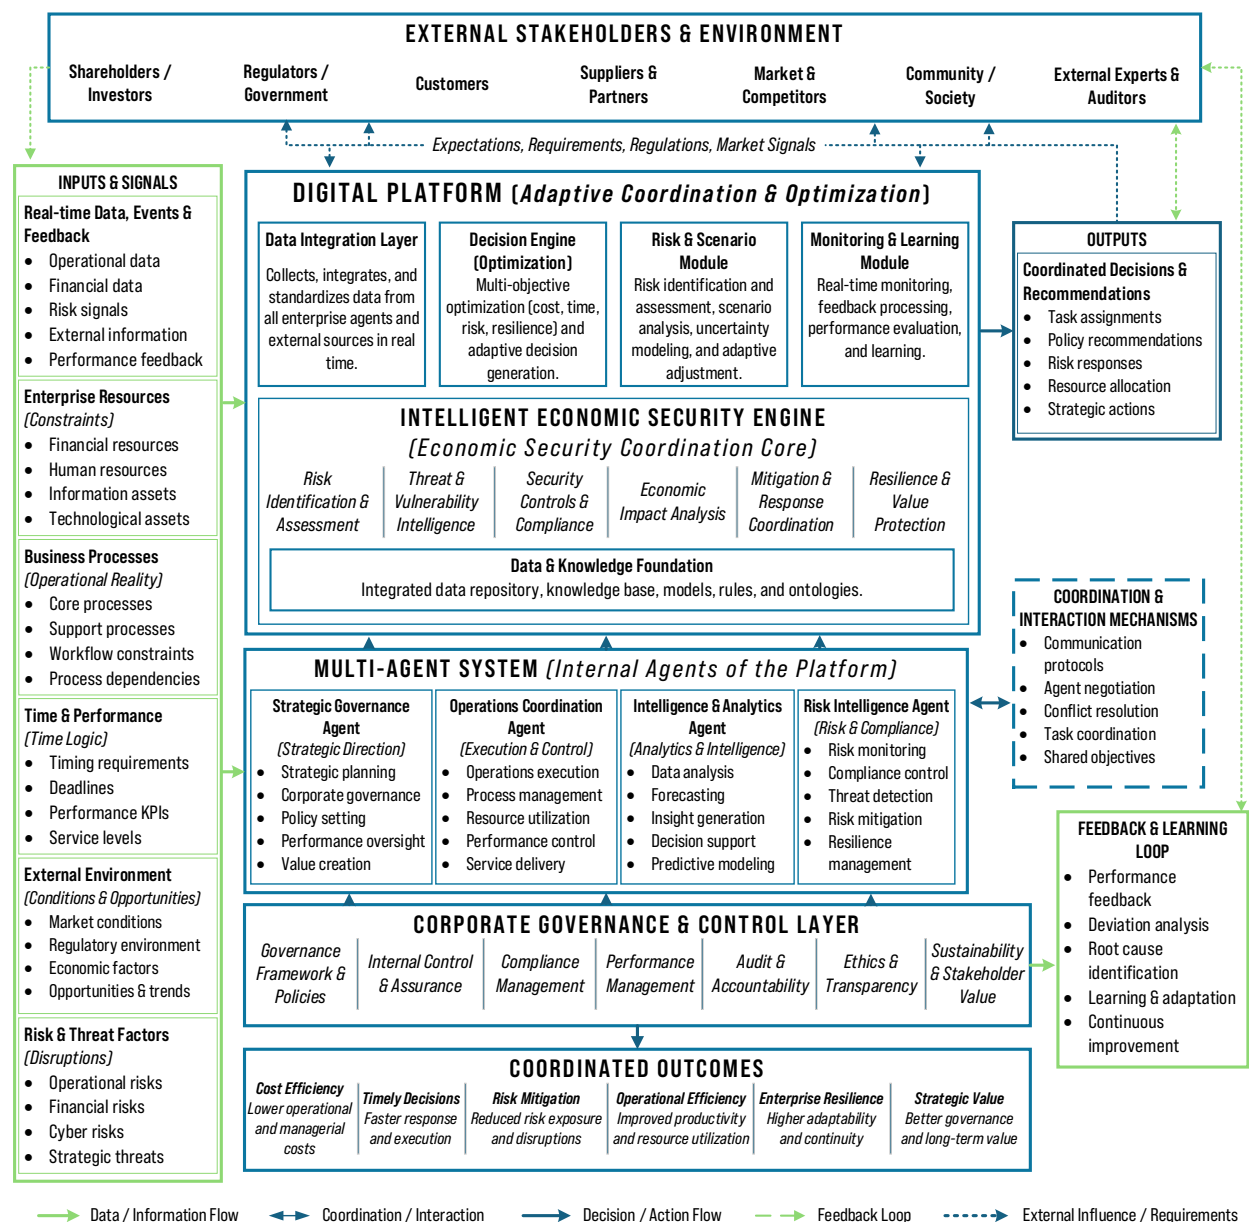 EXTERNAL STAKEHOLDERS & ENVIRONMENT
Shareholders /
Investors
Regulators /
Government
Customers
Suppliers &
Partners
Market &
Competitors
Community /
Society
External Experts &
Auditors
Expectations, Requirements, Regulations, Market Signals
INPUTS & SIGNALS
Real-time Data, Events &
Feedback
• Operational data
• Financial data
• Risk signals
• External information
• Performance feedback
Enterprise Resources
(Constraints)
• Financial resources
• Human resources
• Information assets
• Technological assets
Business Processes
(Operational Reality)
• Core processes
• Support processes
• Workflow constraints
• Process dependencies
Time & Performance
(Time Logic)
• Timing requirements
• Deadlines
• Performance KPIs
• Service levels
External Environment
(Conditions & Opportunities)
• Market conditions
• Regulatory environment
• Economic factors
• Opportunities & trends
Risk & Threat Factors
(Disruptions)
• Operational risks
• Financial risks
• Cyber risks
• Strategic threats
DIGITAL PLATFORM (Adaptive Coordination & Optimization)
Data Integration Layer
Collects, integrates, and
standardizes data from
all enterprise agents and
external sources in real
time.
Decision Engine
(Optimization)
Multi-objective
optimization (cost, time,
risk, resilience) and
adaptive decision
generation.
Risk & Scenario
Module
Risk identification and
assessment, scenario
analysis, uncertainty
modeling, and adaptive
adjustment.
Monitoring & Learning
Module
Real-time monitoring,
feedback processing,
performance evaluation,
and learning.
INTELLIGENT ECONOMIC SECURITY ENGINE
(Economic Security Coordination Core)
Risk
Identification &
Assessment
Threat &
Vulnerability
Intelligence
Security
Controls &
Compliance
Economic
Impact Analysis
Mitigation &
Response
Coordination
Resilience &
Value
Protection
Data & Knowledge Foundation
Integrated data repository, knowledge base, models, rules, and ontologies.
OUTPUTS
Coordinated Decisions &
Recommendations
• Task assignments
• Policy recommendations
• Risk responses
• Resource allocation
• Strategic actions
MULTI-AGENT SYSTEM (Internal Agents of the Platform)
Strategic Governance
Agent
(Strategic Direction)
• Strategic planning
• Corporate governance
• Policy setting
• Performance oversight
• Value creation
Operations Coordination
Agent
(Execution & Control)
• Operations execution
• Process management
• Resource utilization
• Performance control
• Service delivery
Intelligence & Analytics
Agent
(Analytics & Intelligence)
• Data analysis
• Forecasting
• Insight generation
• Decision support
• Predictive modeling
Risk Intelligence Agent
(Risk & Compliance)
• Risk monitoring
• Compliance control
• Threat detection
• Risk mitigation
• Resilience
management
COORDINATION &
INTERACTION MECHANISMS
• Communication
protocols
• Agent negotiation
• Conflict resolution
• Task coordination
• Shared objectives
CORPORATE GOVERNANCE & CONTROL LAYER
Governance
Framework &
Policies
Internal Control
& Assurance
Compliance
Management
Performance
Management
Audit &
Accountability
Ethics &
Transparency
Sustainability
& Stakeholder
Value
FEEDBACK & LEARNING
LOOP
• Performance
feedback
• Deviation analysis
• Root cause
identification
• Learning & adaptation
• Continuous
improvement
COORDINATED OUTCOMES
Cost Efficiency
Lower operational
and managerial
costs
Timely Decisions
Faster response
and execution
Risk Mitigation
Reduced risk exposure
and disruptions
Operational Efficiency
Improved productivity
and resource utilization
Enterprise Resilience
Higher adaptability
and continuity
Strategic Value
Better governance
and long-term value
Data / Information Flow
Coordination / Interaction
Decision / Action Flow
Feedback Loop
External Influence / Requirements